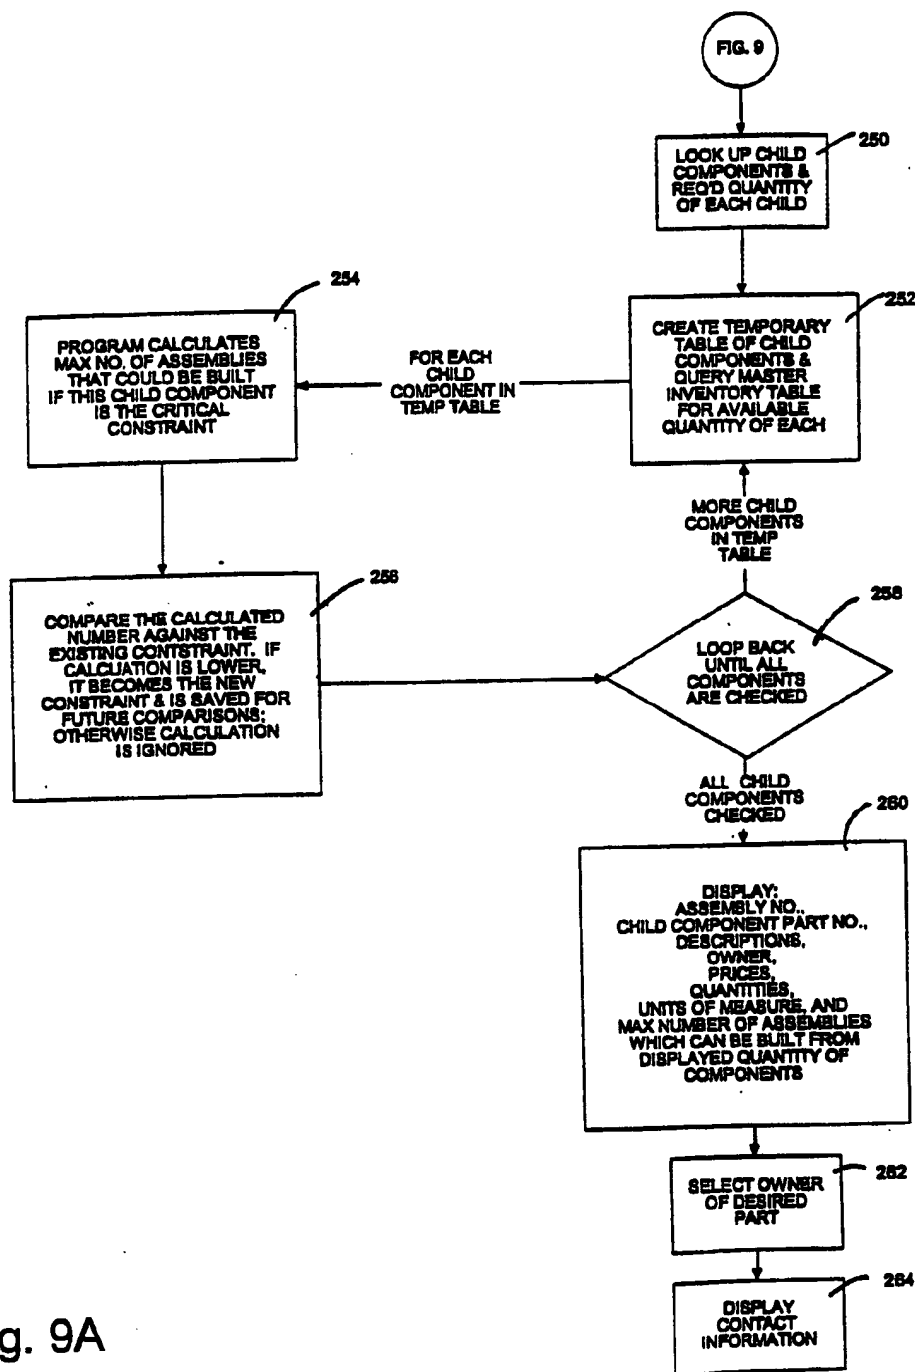 FIG. 9
250
LOOK UP CHILD
COMPONENTS &
REQ'D QUANTITY
OF EACH CHILD
252
CREATE TEMPORARY
TABLE OF CHILD
COMPONENTS &
QUERY MASTER
INVENTORY TABLE
FOR AVAILABLE
QUANTITY OF EACH
FOR EACH
CHILD
COMPONENT IN
TEMP TABLE
254
PROGRAM CALCULATES
MAX NO. OF ASSEMBLIES
THAT COULD BE BUILT
IF THIS CHILD COMPONENT
IS THE CRITICAL
CONSTRAINT
256
COMPARE THE CALCULATED
NUMBER AGAINST THE
EXISTING CONTSTRAINT. IF
CALCUATION IS LOWER,
IT BECOMES THE NEW
CONSTRAINT & IS SAVED FOR
FUTURE COMPARISONS;
OTHERWISE CALCULATION
IS IGNORED
MORE CHILD
COMPONENTS
IN TEMP
TABLE
258
LOOP BACK
UNTIL ALL
COMPONENTS
ARE CHECKED
ALL CHILD
COMPONENTS
CHECKED
260
DISPLAY:
ASSEMBLY NO.,
CHILD COMPONENT PART NO.,
DESCRIPTIONS,
OWNER,
PRICES,
QUANTITIES,
UNITS OF MEASURE, AND
MAX NUMBER OF ASSEMBLIES
WHICH CAN BE BUILT FROM
DISPLAYED QUANTITY OF
COMPONENTS
262
SELECT OWNER
OF DESIRED
PART
264
DISPLAY
CONTACT
INFORMATION
g. 9A